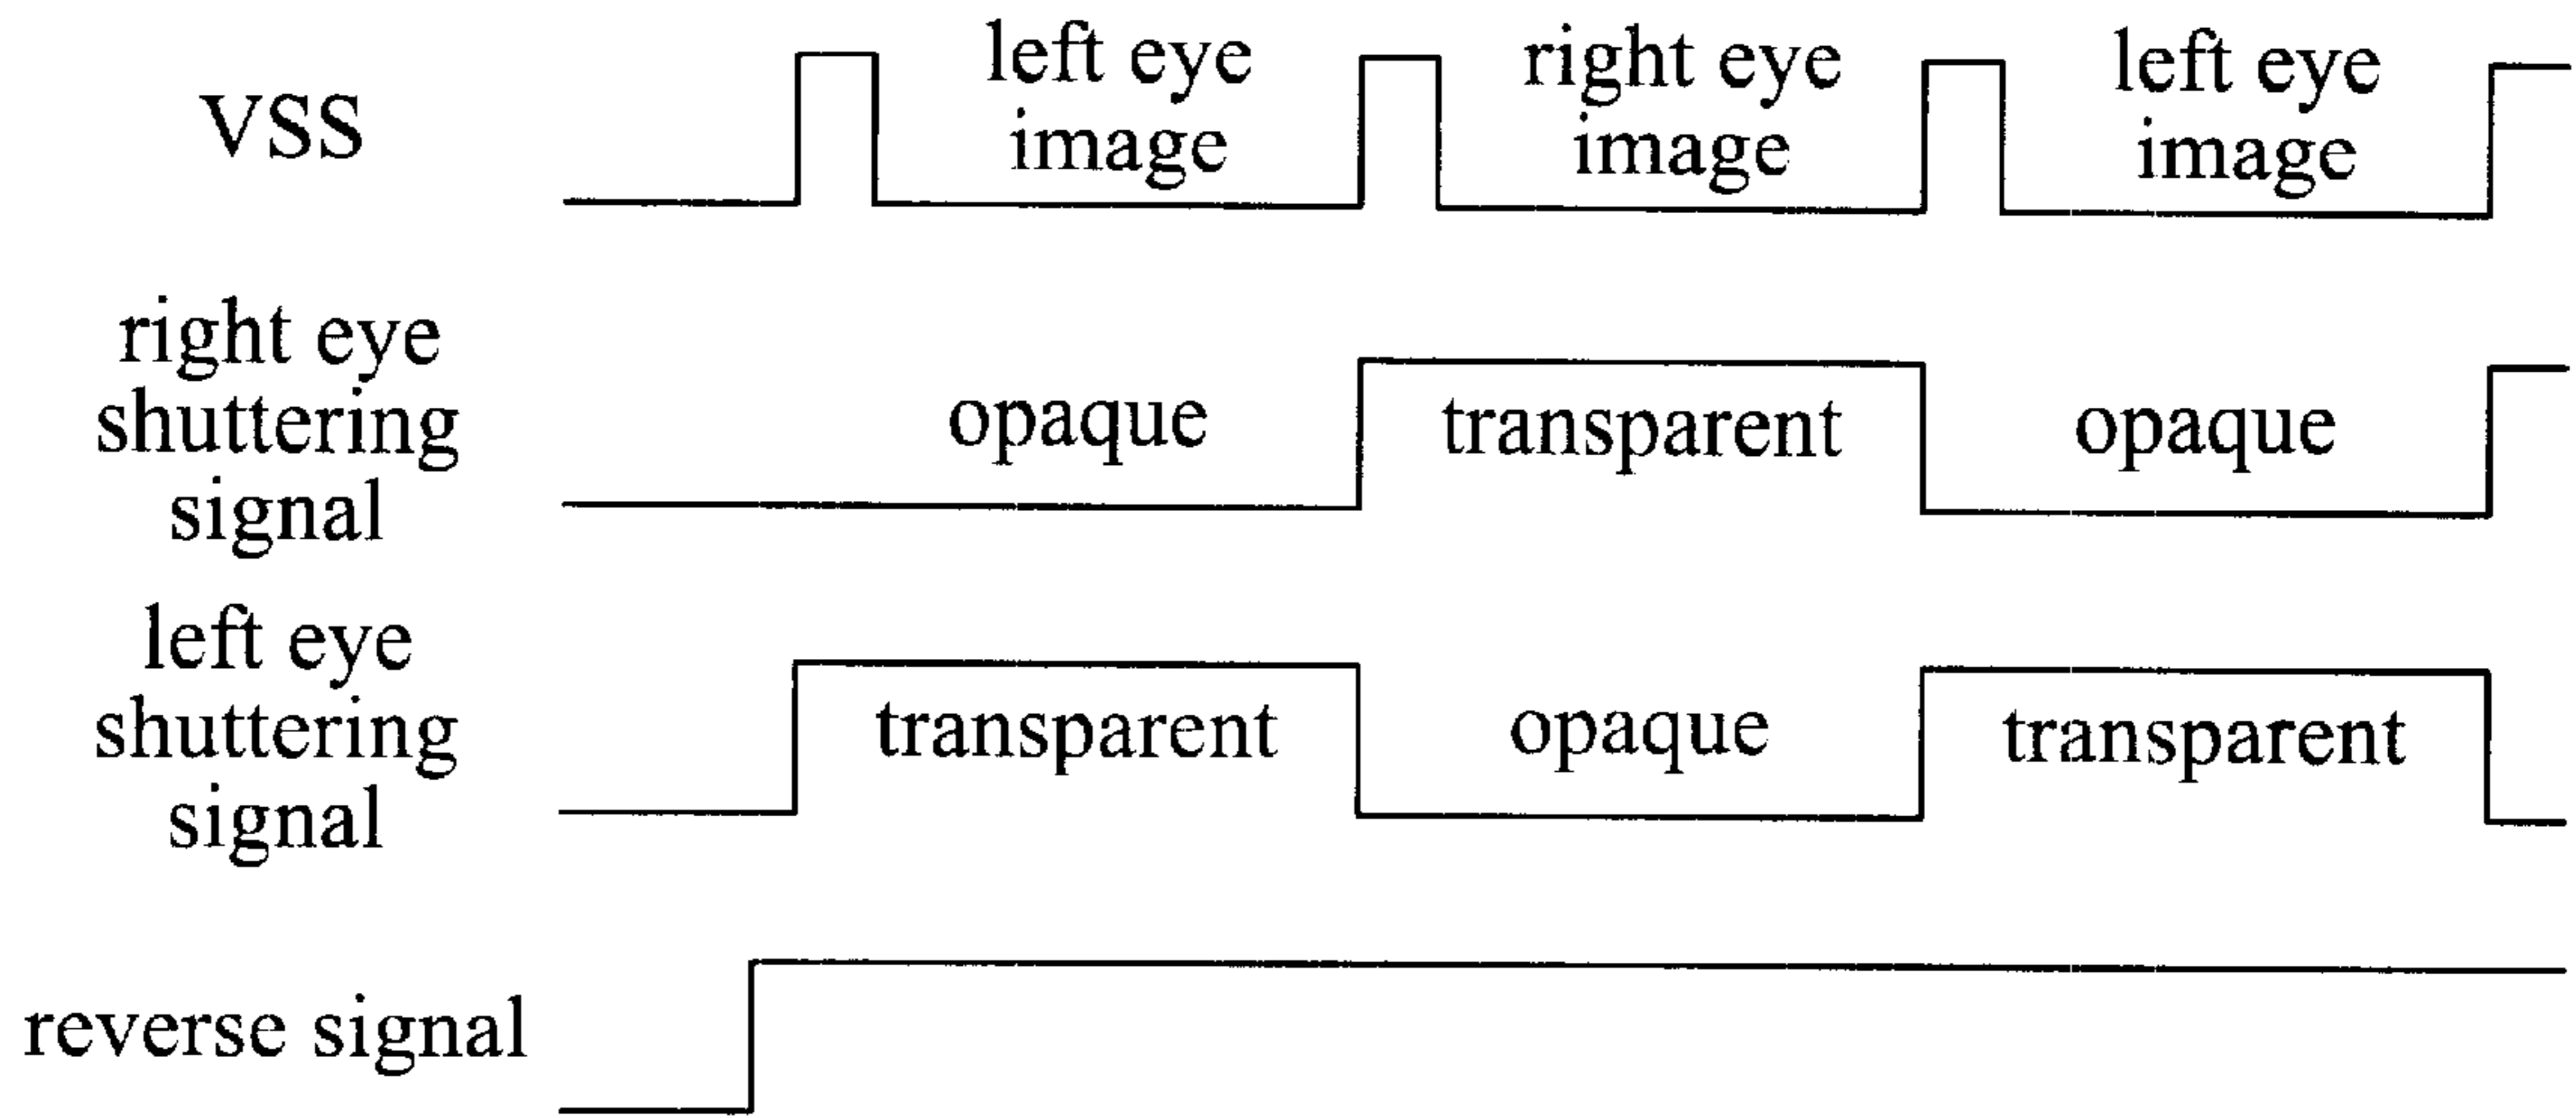 VSS
left eye
image
right eye
image
left eye
image
right eye
shuttering
signal
opaque
transparent
opaque
left eye
shuttering
signal
transparent
opaque
transparent
reverse signal